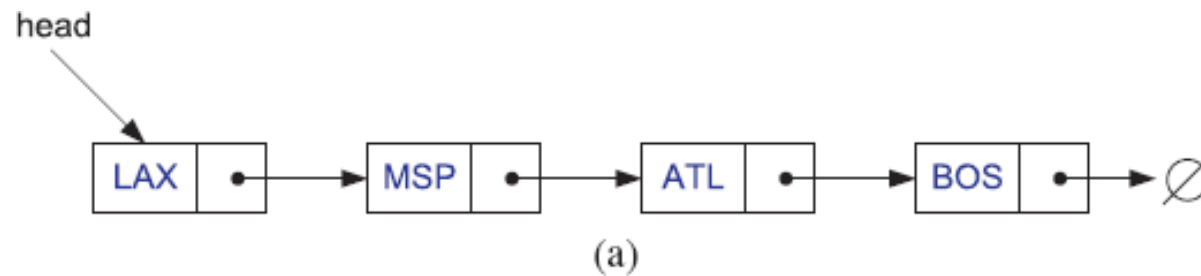 head
LAX MSP ATL BOS ∅
(a)